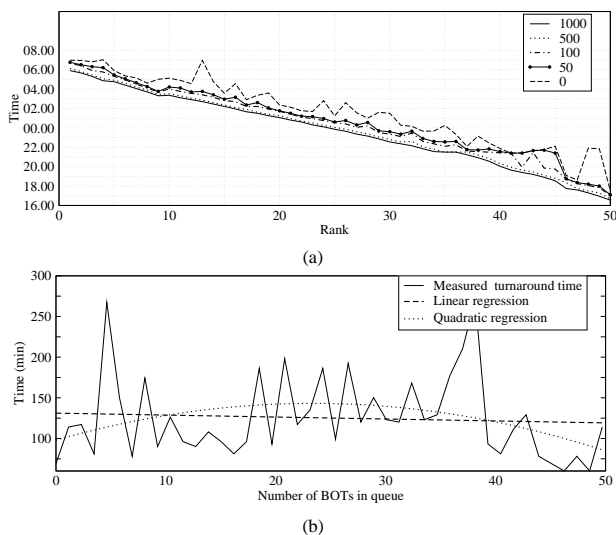 1000
500
100
50
0
08.00
06.00
04.00
02.00
00.00
22.00
20.00
18.00
16.00
Time
0 10 20 30 40 50
Rank
(a)
300
250
200
150
100
Time (min)
Measured turnaround time
Linear regression
Quadratic regression
0 10 20 30 40 50
Number of BOTs in queue
(b)